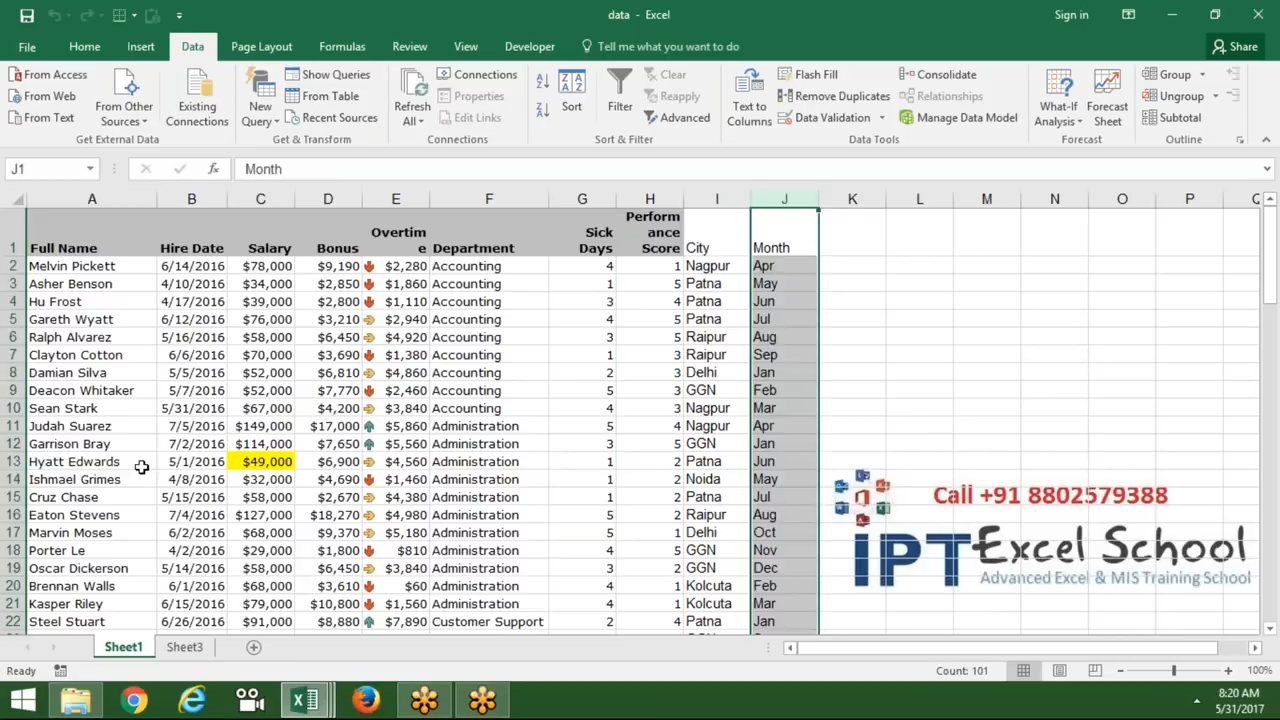 data - Excel
Sign in
File Home Insert Data Page Layout Formulas Review View Developer Tell me what you want to do Share
From Access
From Web
From Text
From Other Sources
Existing Connections
Get External Data
New Query
Show Queries
From Table
Recent Sources
Get & Transform
Refresh All
Connections
Properties
Edit Links
Connections
Sort
Filter
Clear
Reapply
Advanced
Sort & Filter
Text to Columns
Flash Fill
Remove Duplicates
Data Validation
Consolidate
Relationships
Manage Data Model
Data Tools
What-If Analysis
Forecast Sheet
Forecast
Group
Ungroup
Subtotal
Outline
J1 fx Month
A B C D E F G H I J K L M N O P Q
1 Full Name Hire Date Salary Bonus Overtime Department Sick Days Performance Score City Month
2 Melvin Pickett 6/14/2016 $78,000 $9,190 $2,280 Accounting 4 1 Nagpur Apr
3 Asher Benson 4/10/2016 $34,000 $2,850 $1,860 Accounting 1 5 Patna May
4 Hu Frost 4/17/2016 $39,000 $2,800 $1,110 Accounting 3 4 Patna Jun
5 Gareth Wyatt 6/12/2016 $76,000 $3,210 $2,940 Accounting 4 5 Patna Jul
6 Ralph Alvarez 5/16/2016 $58,000 $6,450 $4,920 Accounting 3 5 Raipur Aug
7 Clayton Cotton 6/6/2016 $70,000 $3,690 $1,380 Accounting 1 3 Raipur Sep
8 Damian Silva 5/5/2016 $52,000 $6,810 $4,860 Accounting 2 3 Delhi Jan
9 Deacon Whitaker 5/7/2016 $52,000 $7,770 $2,460 Accounting 5 3 GGN Feb
10 Sean Stark 5/31/2016 $67,000 $4,200 $3,840 Accounting 4 3 Nagpur Mar
11 Judah Suarez 7/5/2016 $149,000 $17,000 $5,860 Administration 5 4 Nagpur Apr
12 Garrison Bray 7/2/2016 $114,000 $7,650 $5,560 Administration 3 5 GGN Jan
13 Hyatt Edwards 5/1/2016 $49,000 $6,900 $4,560 Administration 1 2 Patna Jun
14 Ishmael Grimes 4/8/2016 $32,000 $4,690 $1,460 Administration 1 2 Noida May
15 Cruz Chase 5/15/2016 $58,000 $2,670 $4,380 Administration 1 2 Patna Jul
16 Eaton Stevens 7/4/2016 $127,000 $18,270 $4,980 Administration 5 2 Raipur Aug
17 Marvin Moses 6/2/2016 $68,000 $9,370 $5,180 Administration 5 1 Delhi Oct
18 Porter Le 4/2/2016 $29,000 $1,800 $810 Administration 4 5 GGN Nov
19 Oscar Dickerson 5/14/2016 $58,000 $6,450 $3,840 Administration 3 2 GGN Dec
20 Brennan Walls 6/1/2016 $68,000 $3,610 $60 Administration 4 1 Kolcuta Feb
21 Kasper Riley 6/15/2016 $79,000 $10,800 $1,560 Administration 4 1 Kolcuta Mar
22 Steel Stuart 6/26/2016 $91,000 $8,880 $7,890 Customer Support 2 4 Patna Jan
Call +91 8802579388
IPT Excel School
Advanced Excel & MIS Training School
Sheet1 Sheet3
Ready Count: 101 100%
8:20 AM
5/31/2017